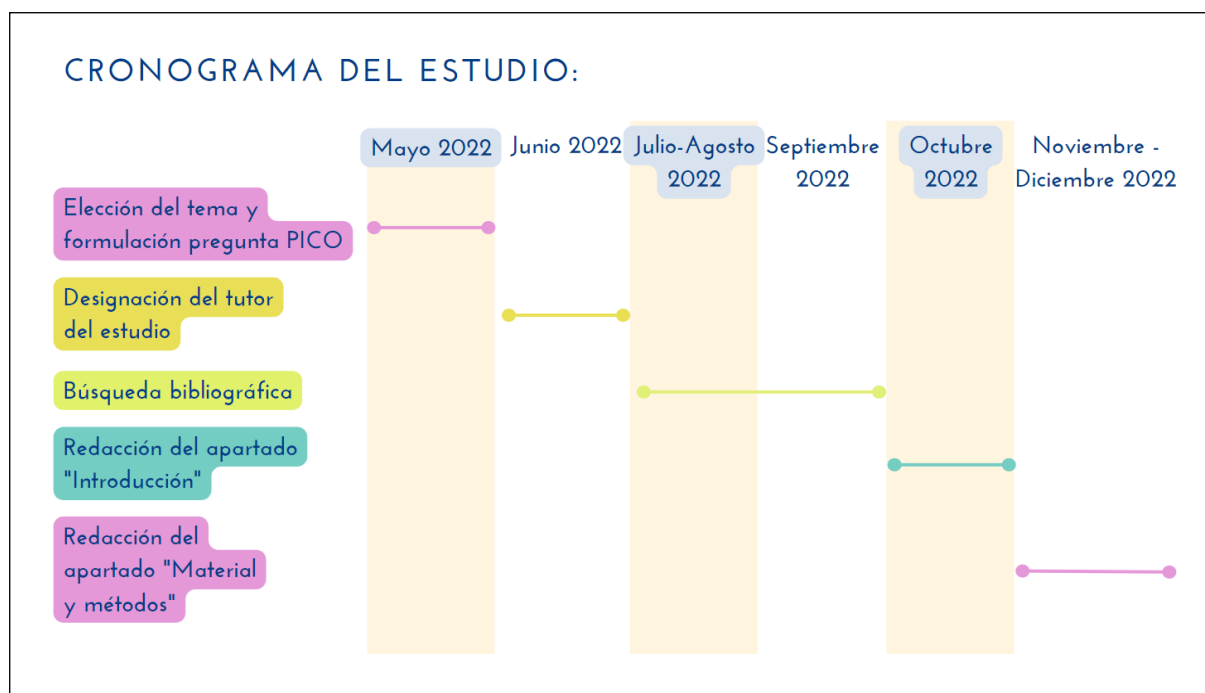 CRONOGRAMA DEL ESTUDIO:
Mayo 2022
Junio 2022
Julio-Agosto
2022
Septiembre
2022
Octubre
2022
Noviembre -
Diciembre 2022
Elección del tema y
formulación pregunta PICO
Designación del tutor
del estudio
Búsqueda bibliográfica
Redacción del apartado
"Introducción"
Redacción del
apartado "Material
y métodos"